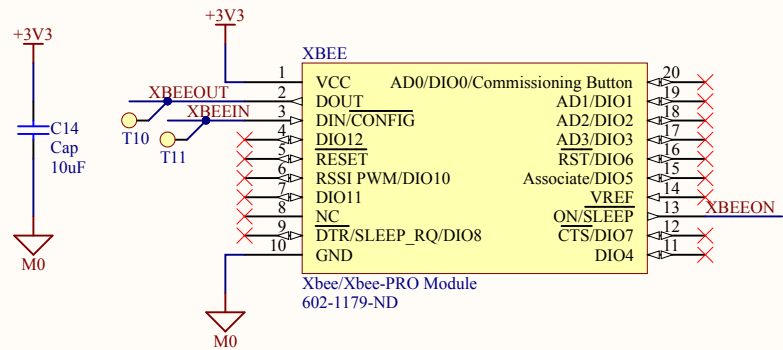 +3V3
C14
Cap
10uF
M0
+3V3
XBEE
XBEEOUT
XBEEIN
T10
T11
1 VCC
2 DOUT
3 DIN/CONFIG
4 DIO12
5 RESET
6 RSSI PWM/DIO10
7 DIO11
8 NC
9 DTR/SLEEP_RQ/DIO8
10 GND
AD0/DIO0/Commissioning Button 20
AD1/DIO1 19
AD2/DIO2 18
AD3/DIO3 17
RST/DIO6 16
Associate/DIO5 15
VREF 14
ON/SLEEP 13
CTS/DIO7 12
DIO4 11
XBEEON
Xbee/Xbee-PRO Module
602-1179-ND
M0